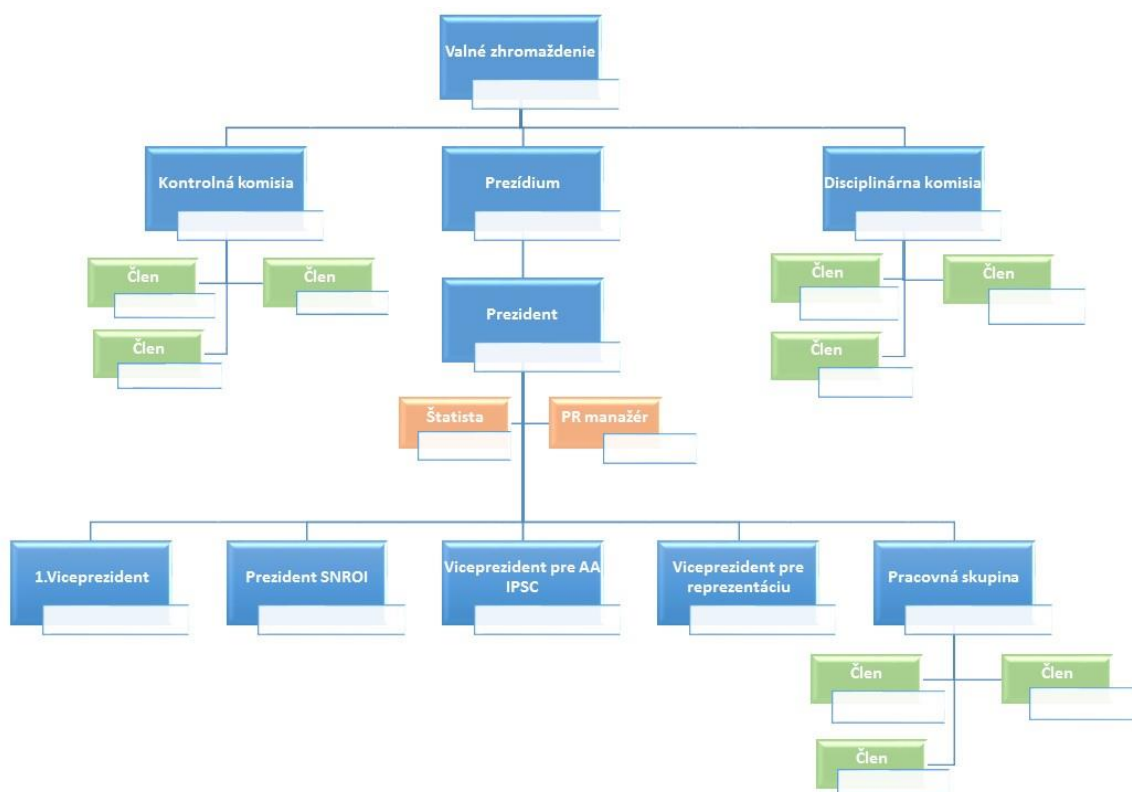 Valné zhromaždenie
Kontrolná komisia
Prezídium
Disciplinárna komisia
Člen
Člen
Člen
Člen
Prezident
Člen
Člen
Štatista
PR manažér
1.Viceprezident
Prezident SNROI
Viceprezident pre AA
IPSC
Viceprezident pre
reprezentáciu
Pracovná skupina
Člen
Člen
Člen